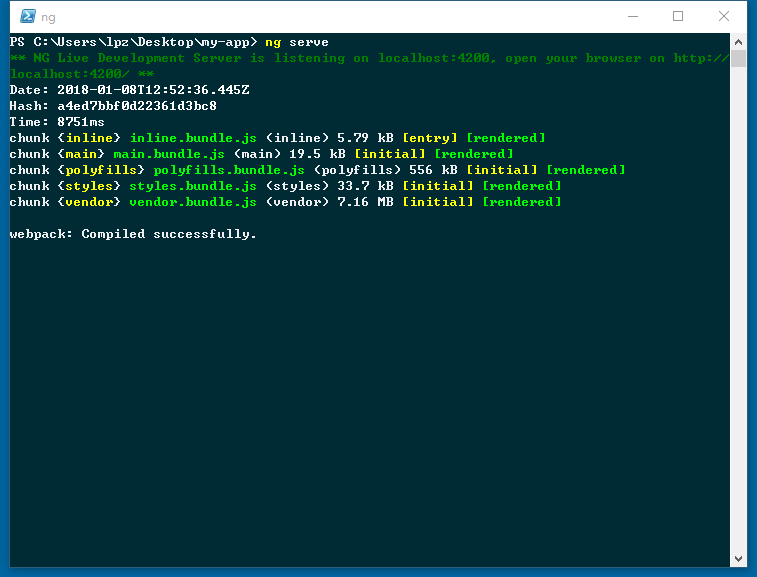 ng
PS C:\Users\lpz\Desktop\my-app> ng serve
** NG Live Development Server is listening on localhost:4200, open your browser on http://
localhost:4200/ **
Date: 2018-01-08T12:52:36.445Z
Hash: a4ed7bbf0d22361d3bc8
Time: 8751ms
chunk {inline} inline.bundle.js (inline) 5.79 kB [entry] [rendered]
chunk {main} main.bundle.js (main) 19.5 kB [initial] [rendered]
chunk {polyfills} polyfills.bundle.js (polyfills) 556 kB [initial] [rendered]
chunk {styles} styles.bundle.js (styles) 33.7 kB [initial] [rendered]
chunk {vendor} vendor.bundle.js (vendor) 7.16 MB [initial] [rendered]
webpack: Compiled successfully.